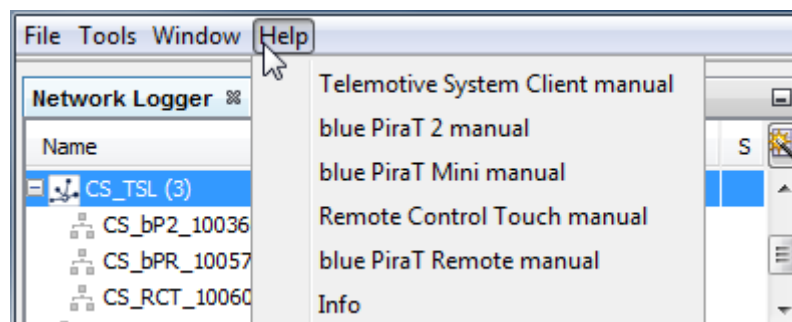 File Tools Window Help
Network Logger
Name
S
CS_TSL (3)
CS_bP2_10036
CS_bPR_10057
CS_RCT_10060
Telemotive System Client manual
blue PiraT 2 manual
blue PiraT Mini manual
Remote Control Touch manual
blue PiraT Remote manual
Info